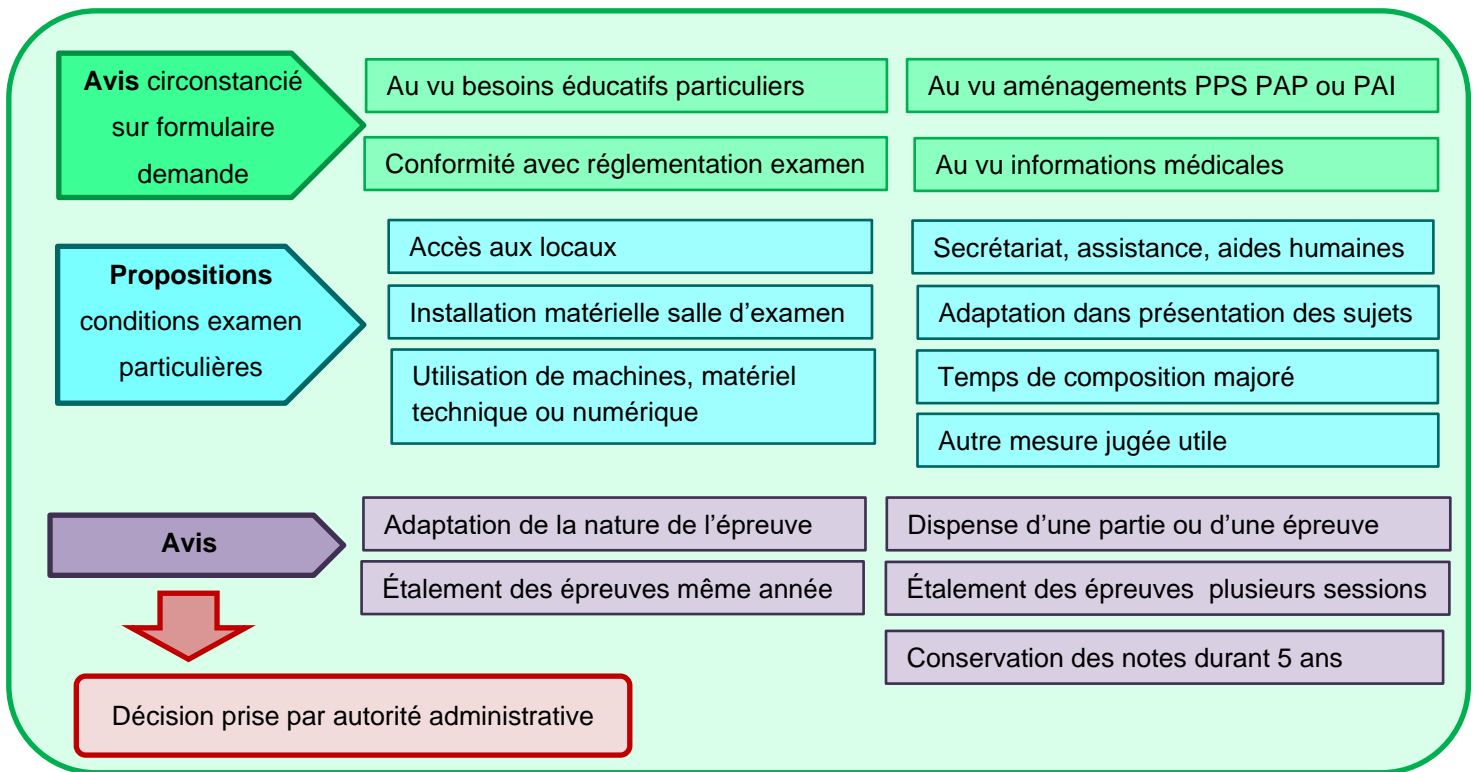 Avis circonstancié
sur formulaire
demande
Au vu besoins éducatifs particuliers
Au vu aménagements PPS PAP ou PAI
Conformité avec réglementation examen
Au vu informations médicales
Propositions
conditions examen
particulières
Accès aux locaux
Secrétariat, assistance, aides humaines
Installation matérielle salle d’examen
Adaptation dans présentation des sujets
Utilisation de machines, matériel
technique ou numérique
Temps de composition majoré
Autre mesure jugée utile
Avis
Adaptation de la nature de l’épreuve
Dispense d’une partie ou d’une épreuve
Étalement des épreuves même année
Étalement des épreuves  plusieurs sessions
Conservation des notes durant 5 ans
Décision prise par autorité administrative